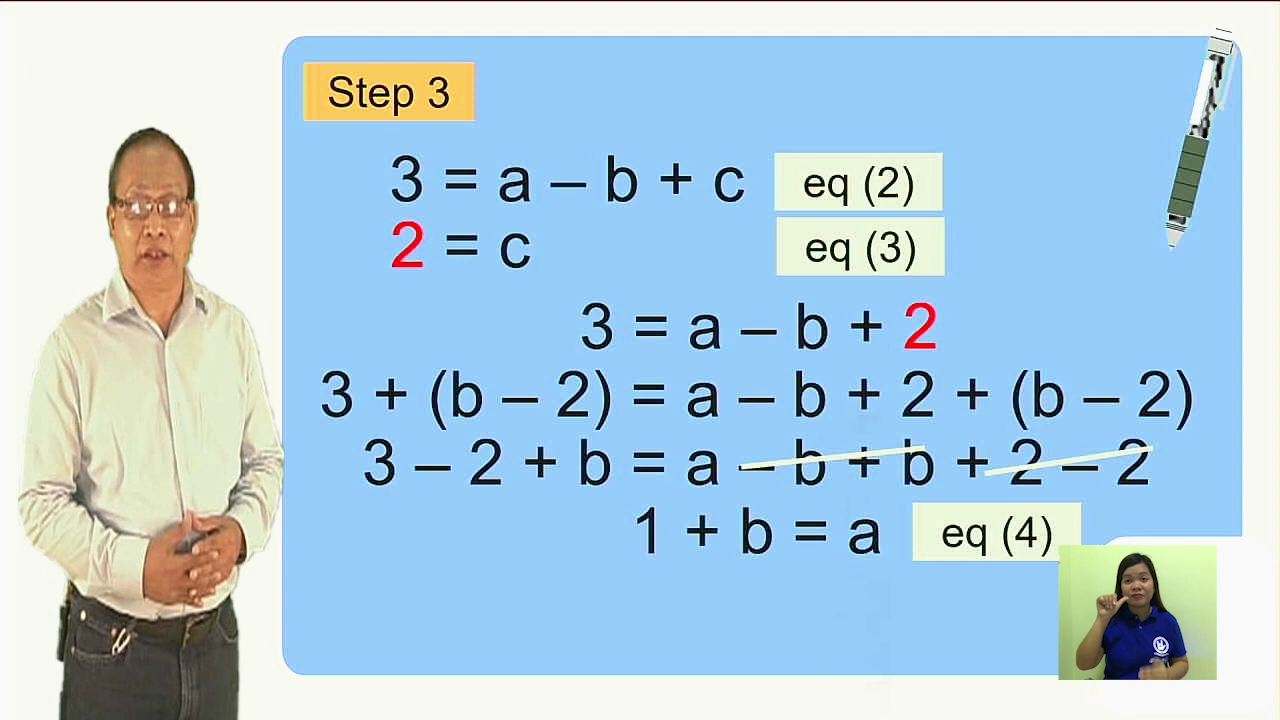 Step 3
3 = a – b + c eq (2)
2 = c eq (3)
3 = a – b + 2
3 + (b – 2) = a – b + 2 + (b – 2)
3 – 2 + b = a – b + b + 2 – 2
1 + b = a eq (4)